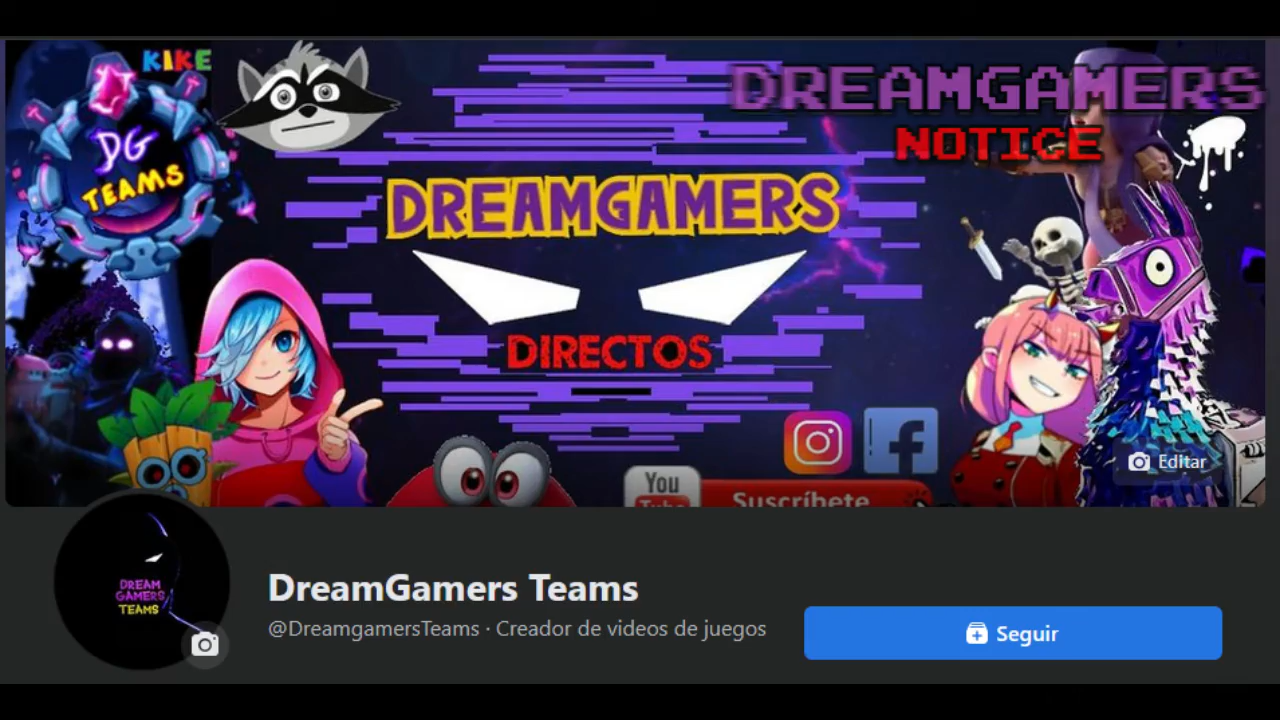 KIKE
DG
TEAMS
DREAMGAMERS
NOTICE
DREAMGAMERS
DIRECTOS
You
Tube
Suscríbete
Editar
DREAM
GAMERS
TEAMS
DreamGamers Teams
@DreamgamersTeams · Creador de videos de juegos
Seguir